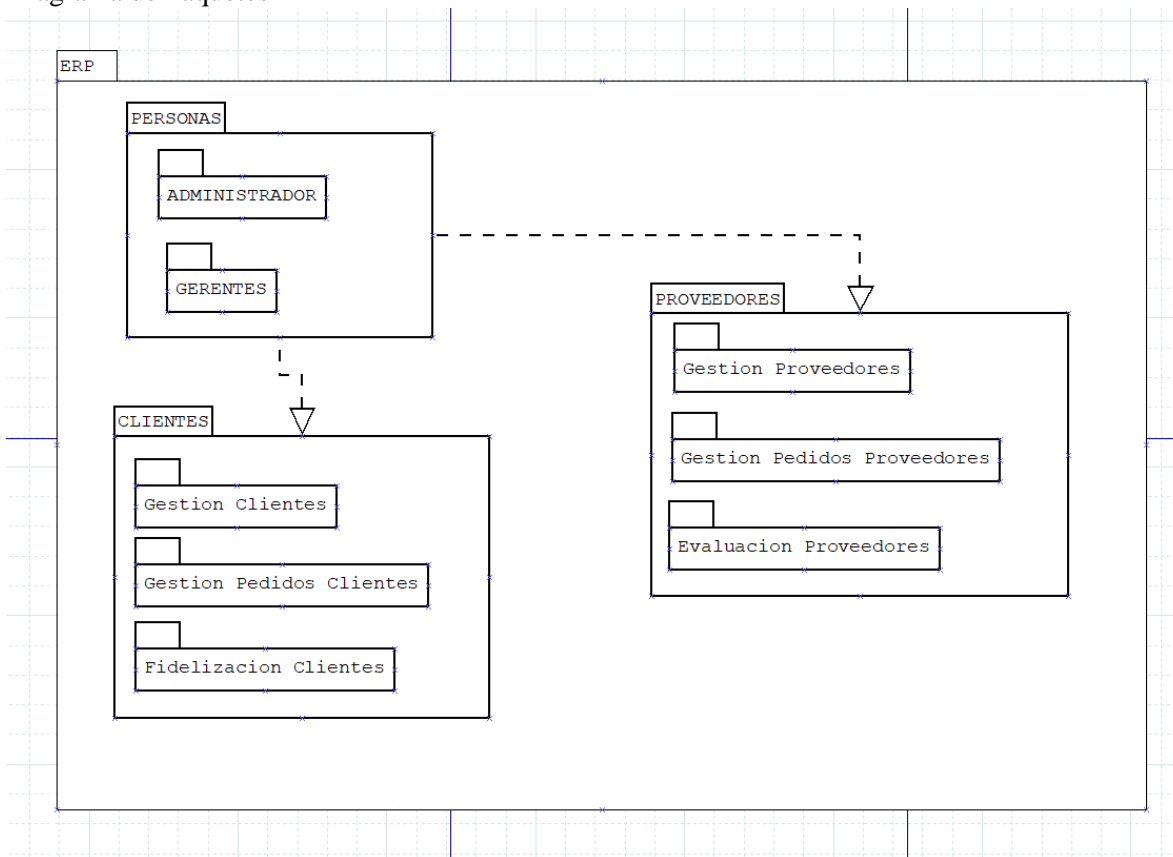 ERP
PERSONAS
ADMINISTRADOR
GERENTES
PROVEEDORES
Gestion Proveedores
Gestion Pedidos Proveedores
Evaluacion Proveedores
CLIENTES
Gestion Clientes
Gestion Pedidos Clientes
Fidelizacion Clientes